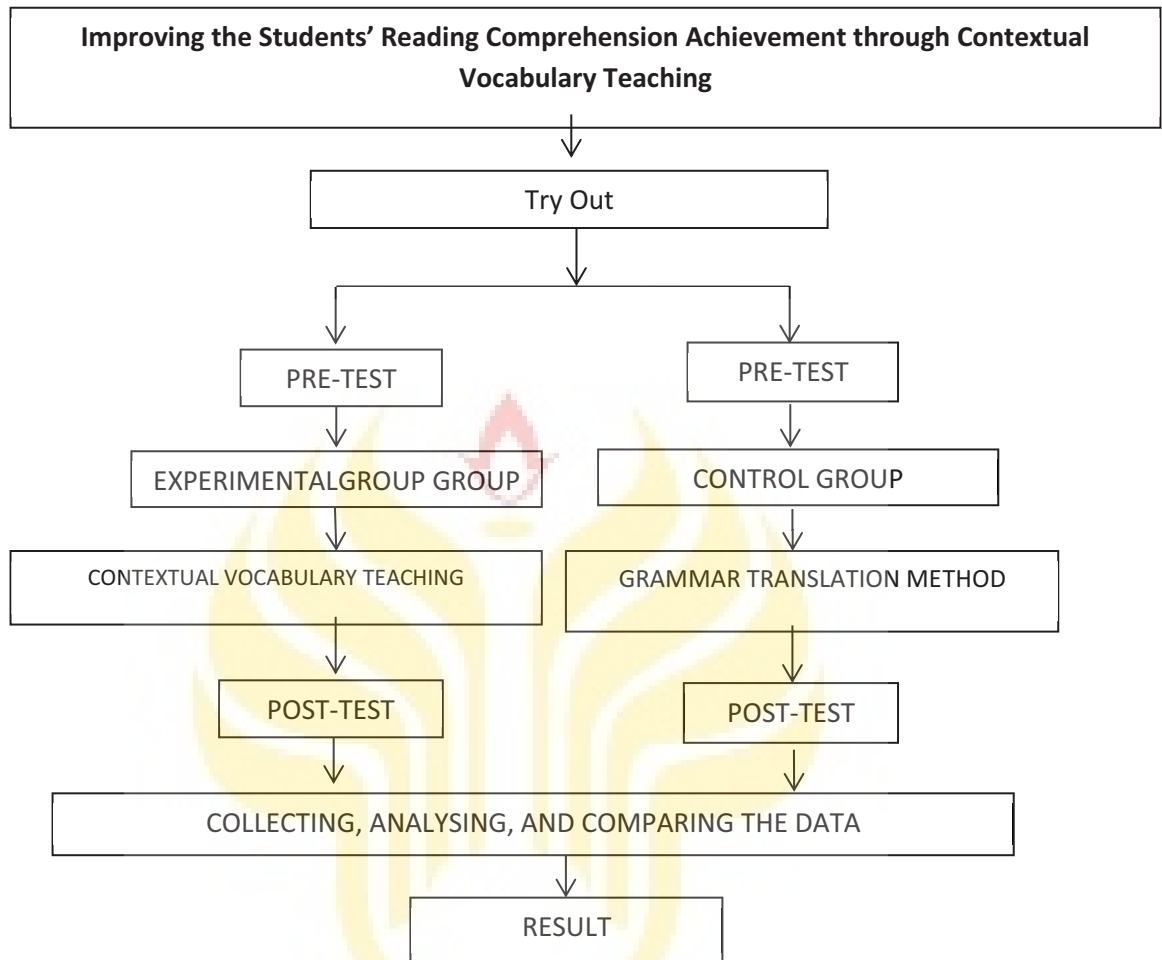 Improving the Students’ Reading Comprehension Achievement through Contextual
Vocabulary Teaching
Try Out
PRE-TEST
PRE-TEST
EXPERIMENTALGROUP GROUP
CONTROL GROUP
CONTEXTUAL VOCABULARY TEACHING
GRAMMAR TRANSLATION METHOD
POST-TEST
POST-TEST
COLLECTING, ANALYSING, AND COMPARING THE DATA
RESULT